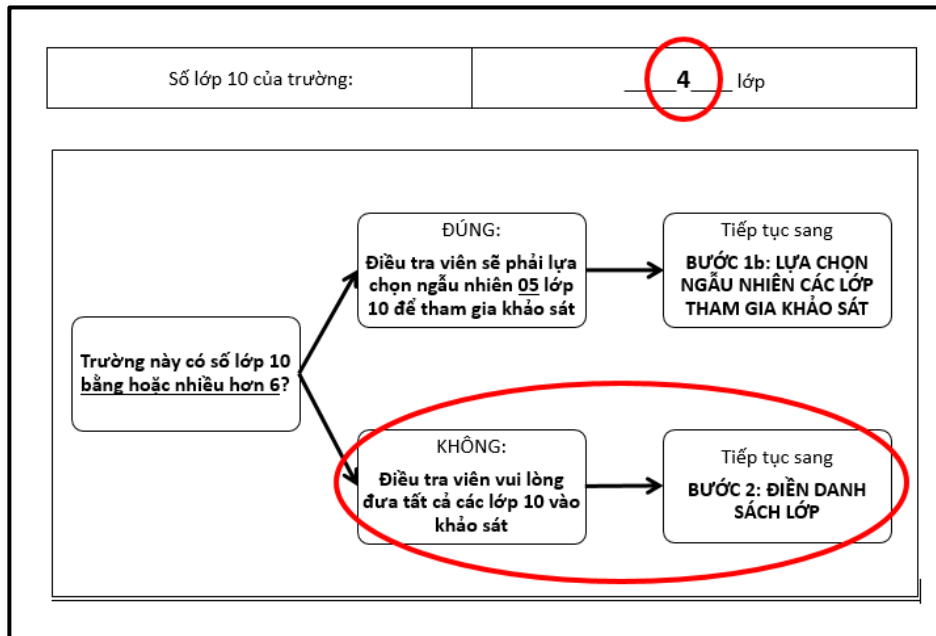 Số lớp 10 của trường:
____4____ lớp
ĐÚNG:
Điều tra viên sẽ phải lựa
chọn ngẫu nhiên 05 lớp
10 để tham gia khảo sát
Tiếp tục sang
BƯỚC 1b: LỰA CHỌN
NGẪU NHIÊN CÁC LỚP
THAM GIA KHẢO SÁT
Trường này có số lớp 10
bằng hoặc nhiều hơn 6?
KHÔNG:
Điều tra viên vui lòng
đưa tất cả các lớp 10 vào
khảo sát
Tiếp tục sang
BƯỚC 2: ĐIỀN DANH
SÁCH LỚP